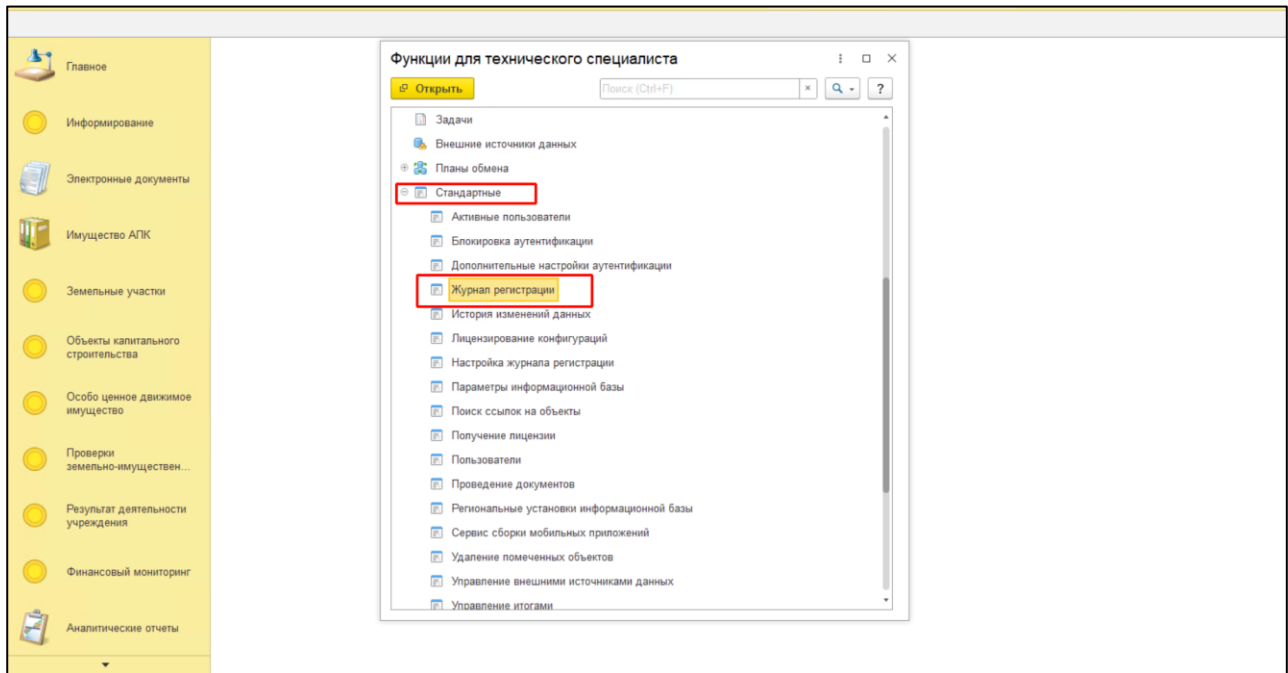 Главное
Информирование
Электронные документы
Имущество АПК
Земельные участки
Объекты капитального
строительства
Особо ценное движимое
имущество
Проверки
земельно-имуществен...
Результат деятельности
учреждения
Финансовый мониторинг
Аналитические отчеты
Функции для технического специалиста
Открыть
Поиск (Ctrl+F)
×
?
Задачи
Внешние источники данных
Планы обмена
Стандартные
Активные пользователи
Блокировка аутентификации
Дополнительные настройки аутентификации
Журнал регистрации
История изменений данных
Лицензирование конфигураций
Настройка журнала регистрации
Параметры информационной базы
Поиск ссылок на объекты
Получение лицензии
Пользователи
Проведение документов
Региональные установки информационной базы
Сервис сборки мобильных приложений
Удаление помеченных объектов
Управление внешними источниками данных
Управление итогами